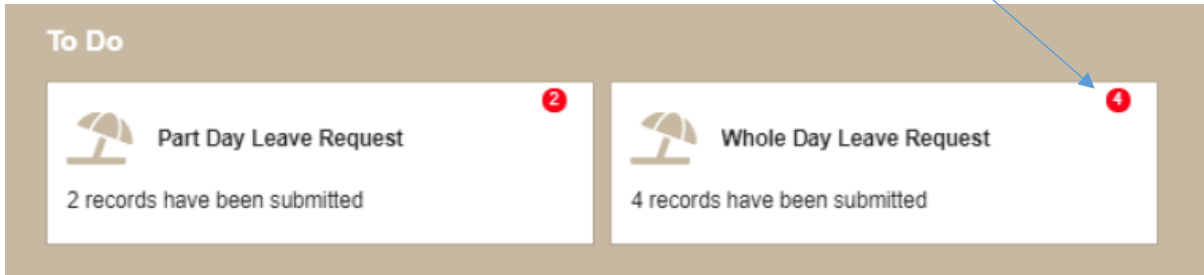 To Do
2
Part Day Leave Request
2 records have been submitted
4
Whole Day Leave Request
4 records have been submitted